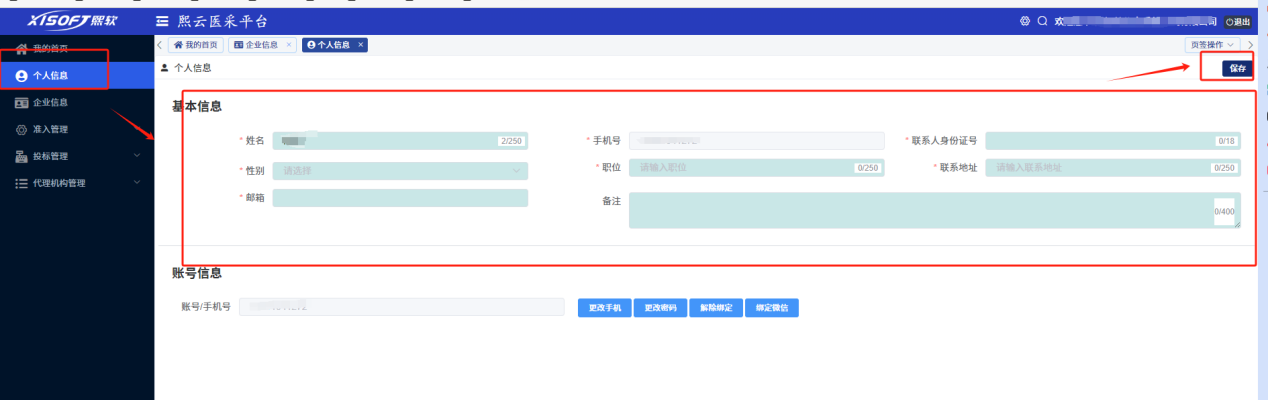 XISOFT熙软
熙云医采平台
欢
司
退出
我的首页
个人信息
企业信息
准入管理
投标管理
代理机构管理
我的首页
企业信息 ×
个人信息 ×
页签操作
个人信息
保存
基本信息
* 姓名
2/250
* 手机号
* 联系人身份证号
0/18
* 性别
请选择
* 职位
请输入职位
0/250
* 联系地址
请输入联系地址
0/250
* 邮箱
备注
0/400
账号信息
账号/手机号
更改手机
更改密码
解除绑定
绑定微信